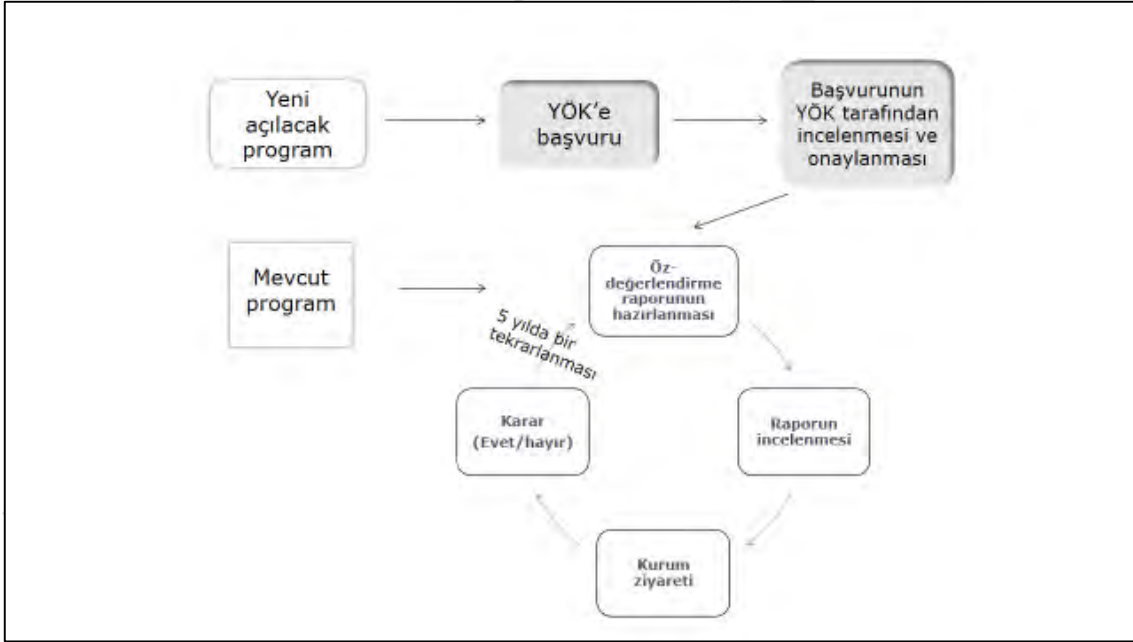 Yeni
açılacak
program
YÖK’e
başvuru
Başvurunun
YÖK tarafından
incelenmesi ve
onaylanması
Mevcut
program
Öz-
değerlendirme
raporunun
hazırlanması
5 yılda bir
tekrarlanması
Karar
(Evet/hayır)
Raporun
incelenmesi
Kurum
ziyareti